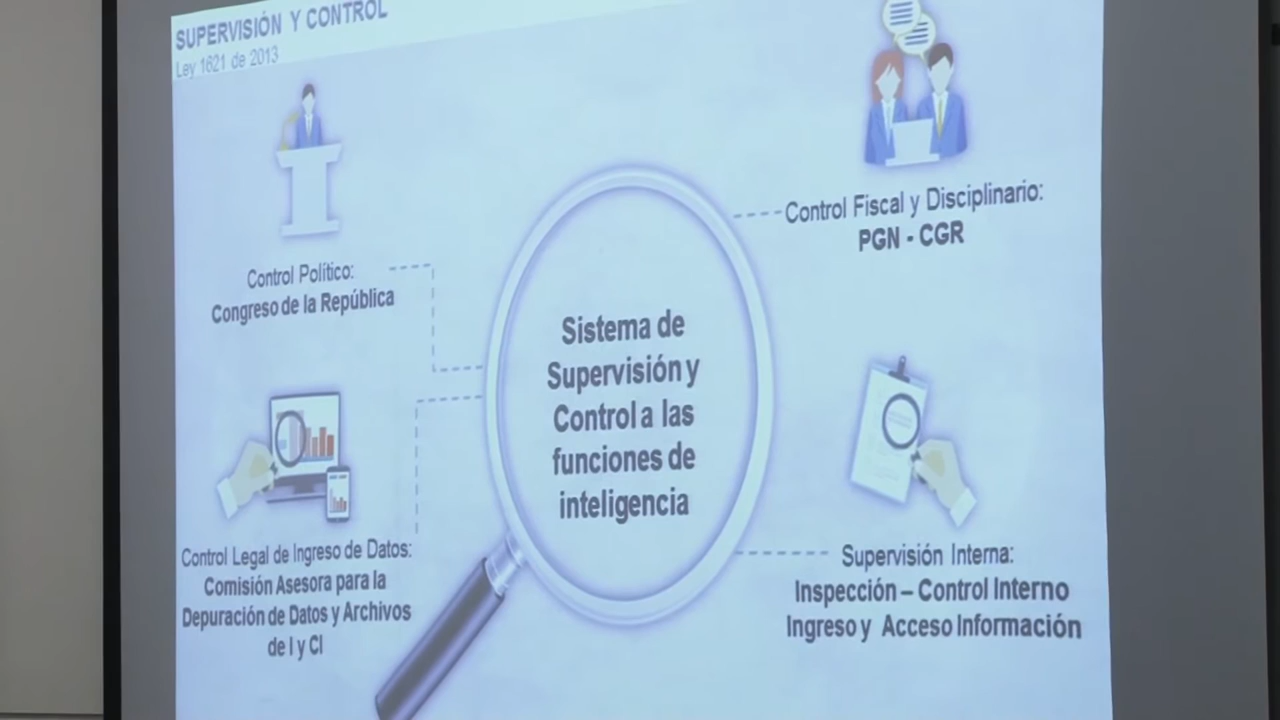 SUPERVISIÓN Y CONTROL
Ley 1621 de 2013
Control Político:
Congreso de la República
Control Fiscal y Disciplinario:
PGN - CGR
Sistema de
Supervisión y
Control a las
funciones de
inteligencia
Control Legal de Ingreso de Datos:
Comisión Asesora para la
Depuración de Datos y Archivos
de I y CI
Supervisión Interna:
Inspección – Control Interno
Ingreso y Acceso Información